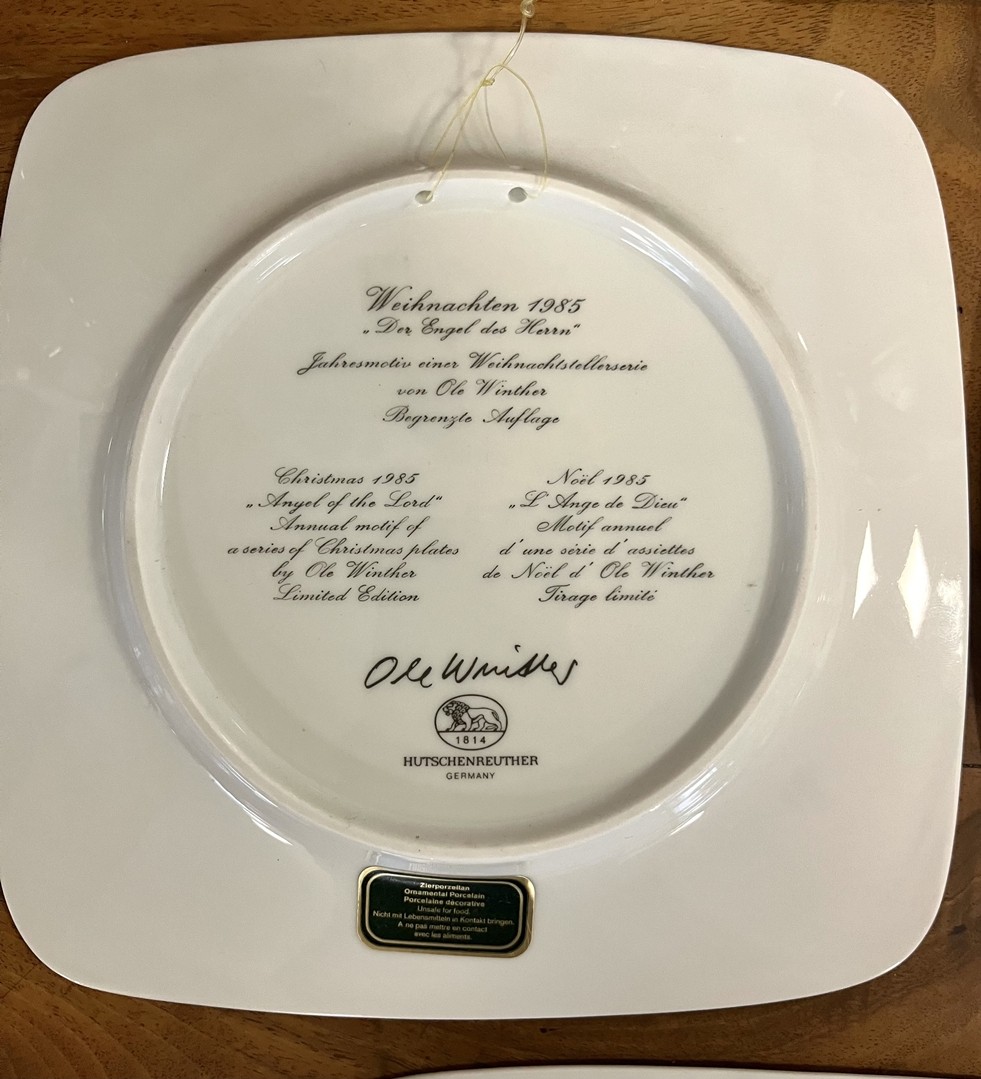 Weihnachten 1985
„Der Engel des Herrn“
Jahresmotiv einer Weihnachtstellerserie
von Ole Winther
Begrenzte Auflage
Christmas 1985
„Angel of the Lord“
Annual motif of
a series of Christmas plates
by Ole Winther
Limited Edition
Noël 1985
„L'Ange de Dieu“
Motif annuel
d'une série d'assiettes
de Noël d'Ole Winther
Tirage limité
Ole Winther
1814
HUTSCHENREUTHER
GERMANY
Zierporzellan
Ornamental Porcelain
Porcelaine décorative
Unsafe for food.
Nicht mit Lebensmitteln in Kontakt bringen.
A ne pas mettre en contact
avec les aliments.